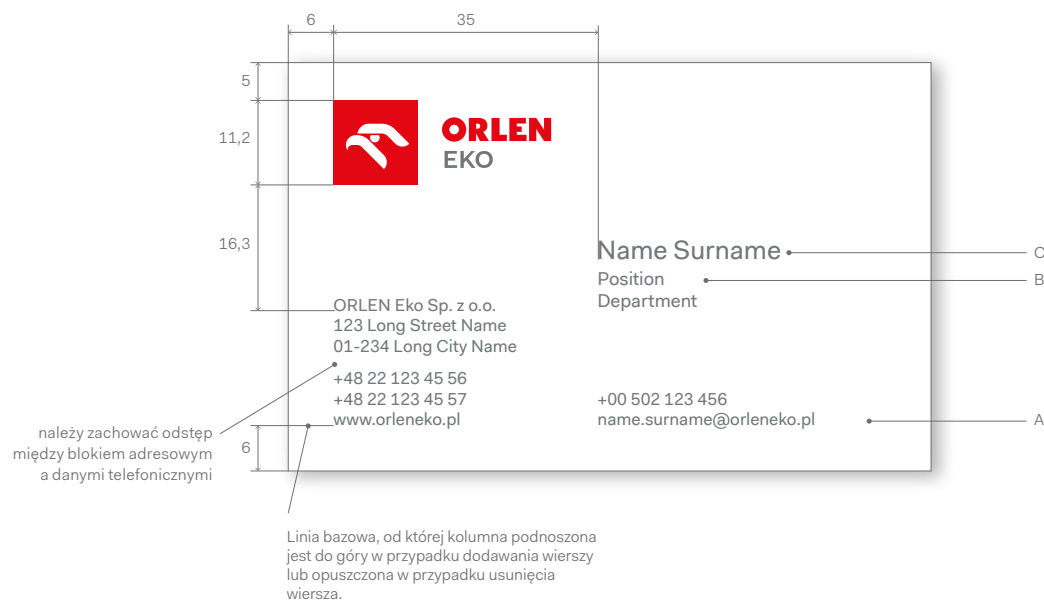 6
35
5
11,2
ORLEN
EKO
16,3
Name Surname
C
Position
B
Department
ORLEN Eko Sp. z o.o.
123 Long Street Name
01-234 Long City Name
+48 22 123 45 56
+48 22 123 45 57
www.orleneko.pl
+00 502 123 456
name.surname@orleneko.pl
A
6
należy zachować odstęp
między blokiem adresowym
a danymi telefonicznymi
Linia bazowa, od której kolumna podnoszona
jest do góry w przypadku dodawania wierszy
lub opuszczona w przypadku usunięcia
wiersza.